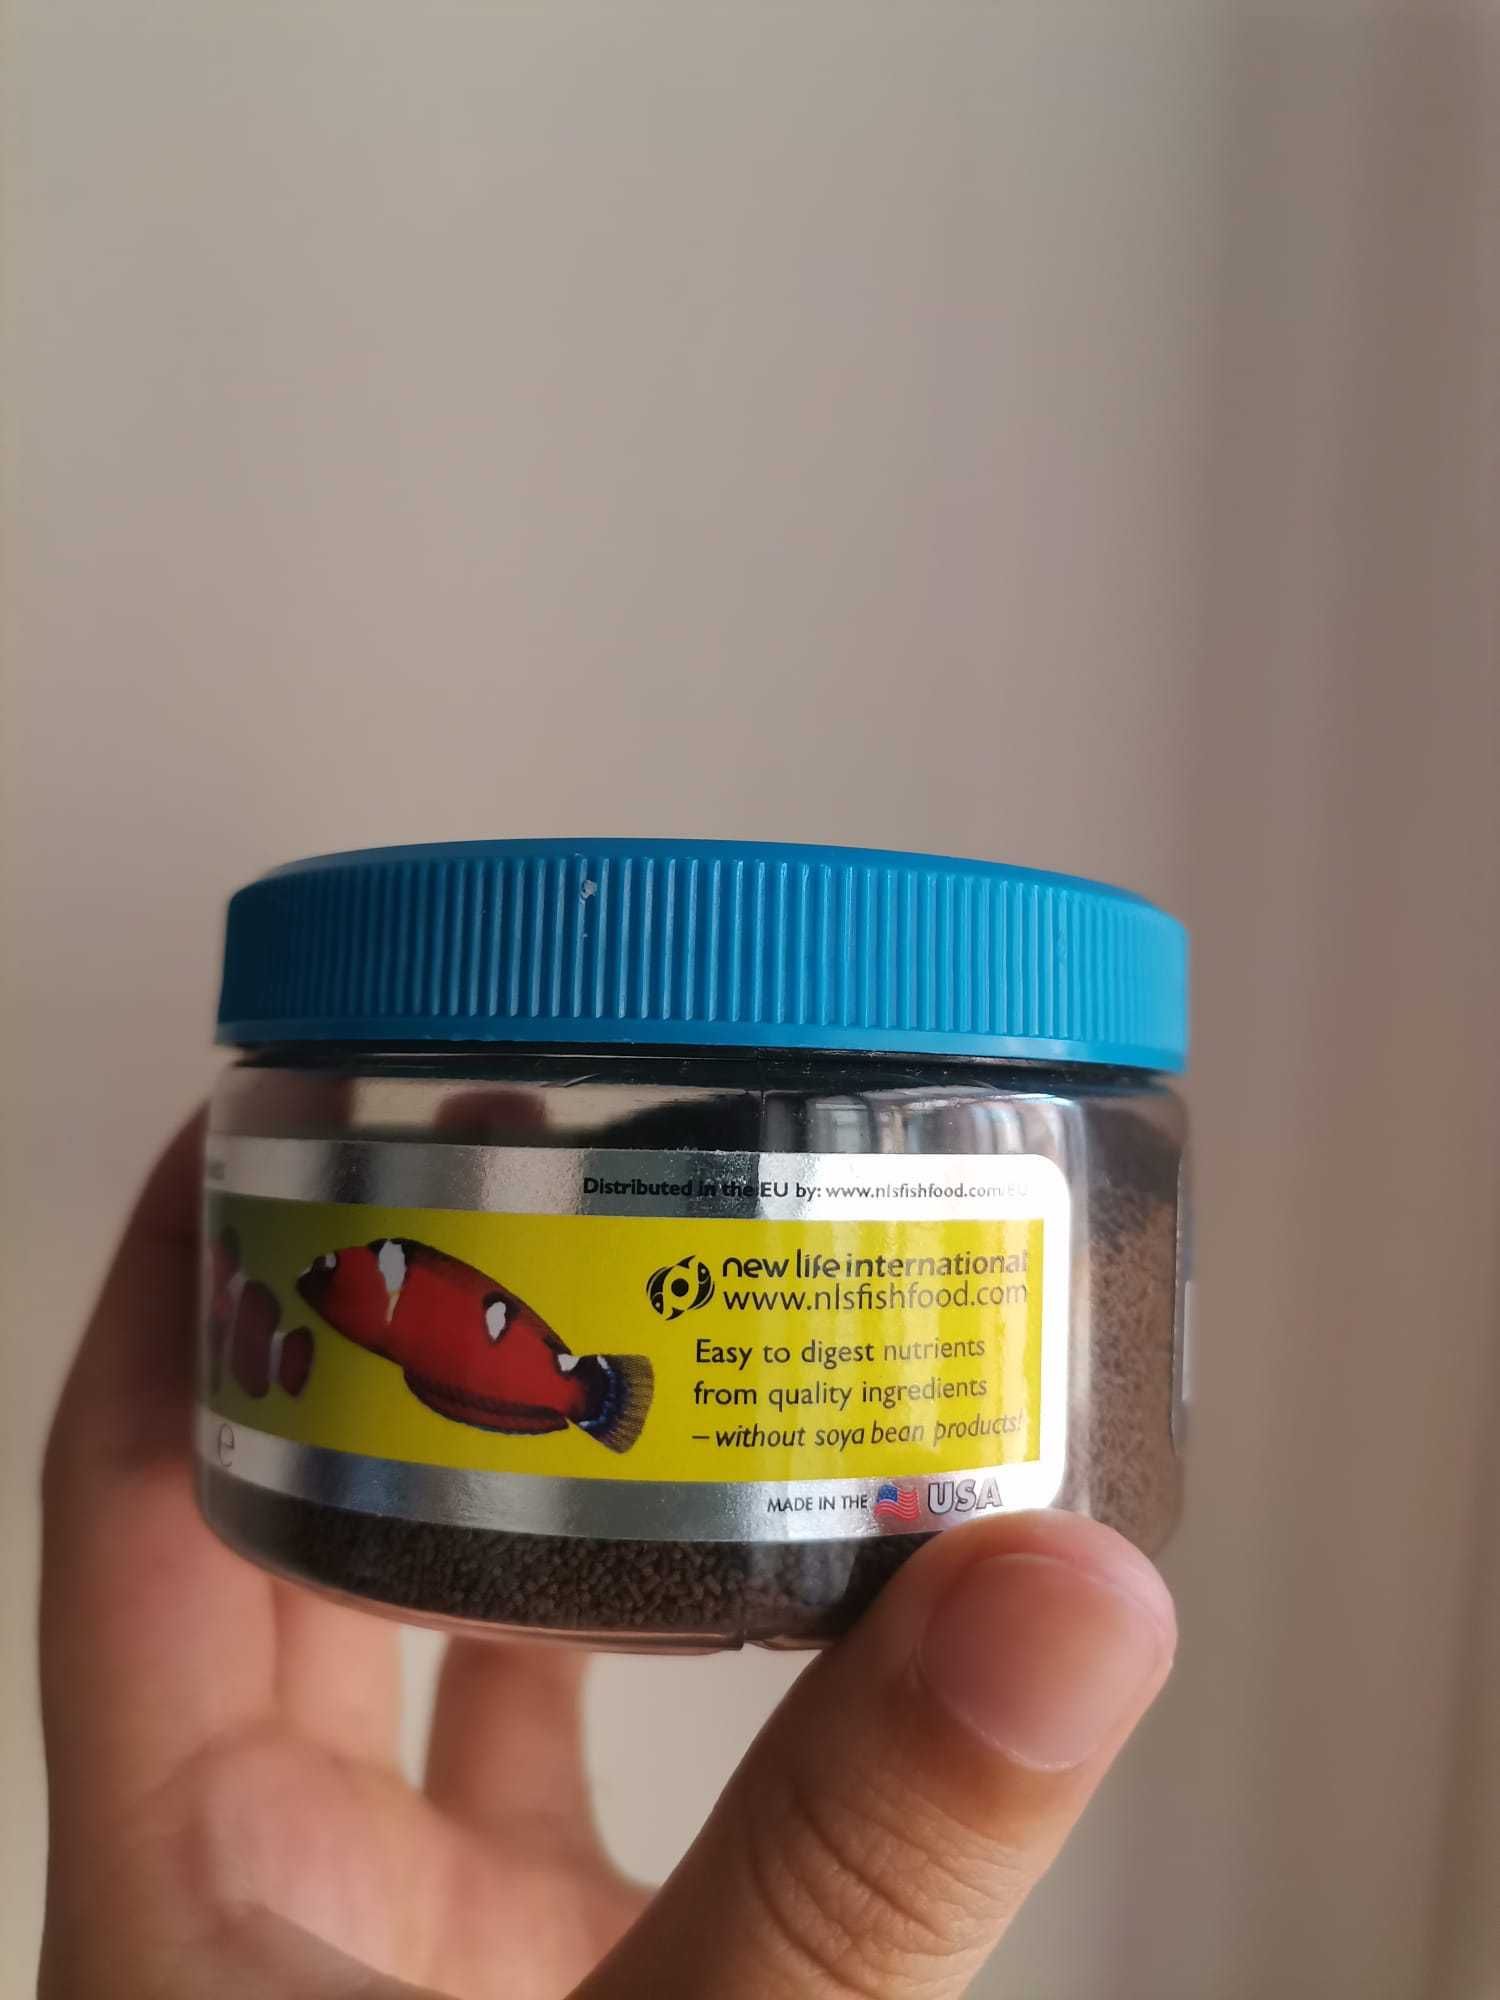 Distributed in the EU by: www.nlsfishfood.com/EU
new life international
www.nlsfishfood.com
Easy to digest nutrients
from quality ingredients
– without soya bean products!
e
MADE IN THE USA